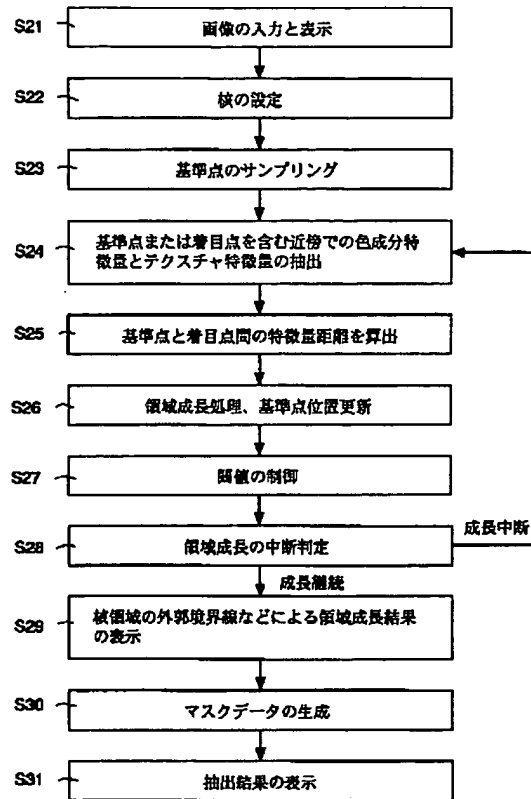 S21
画像の入力と表示
S22
核の設定
S23
基準点のサンプリング
S24
基準点または着目点を含む近傍での色成分特
徴量とテクスチャ特徴量の抽出
S25
基準点と着目点間の特徴量距離を算出
S26
領域成長処理、基準点位置更新
S27
閾値の制御
S28
領域成長の中断判定
成長中断
成長継続
S29
核領域の外郭境界線などによる領域成長結果
の表示
S30
マスクデータの生成
S31
抽出結果の表示